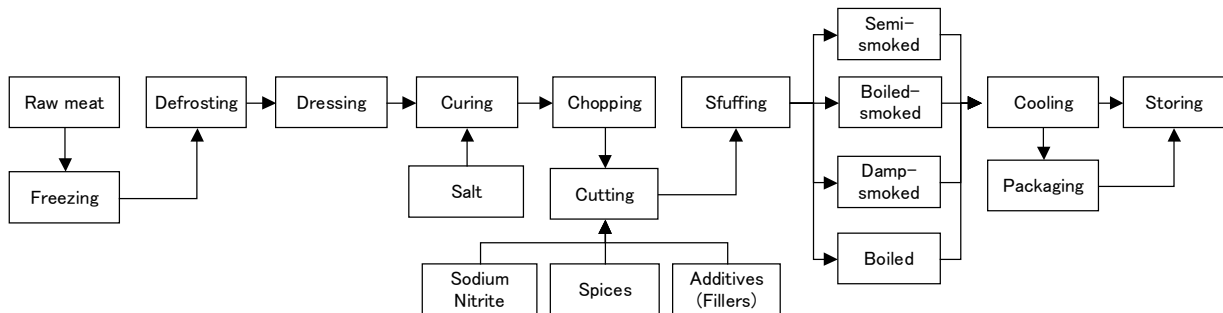 Raw meat
Freezing
Defrosting
Dressing
Curing
Salt
Chopping
Cutting
Sodium
Nitrite
Spices
Additives
(Fillers)
Sfuffing
Semi-
smoked
Boiled-
smoked
Damp-
smoked
Boiled
Cooling
Packaging
Storing